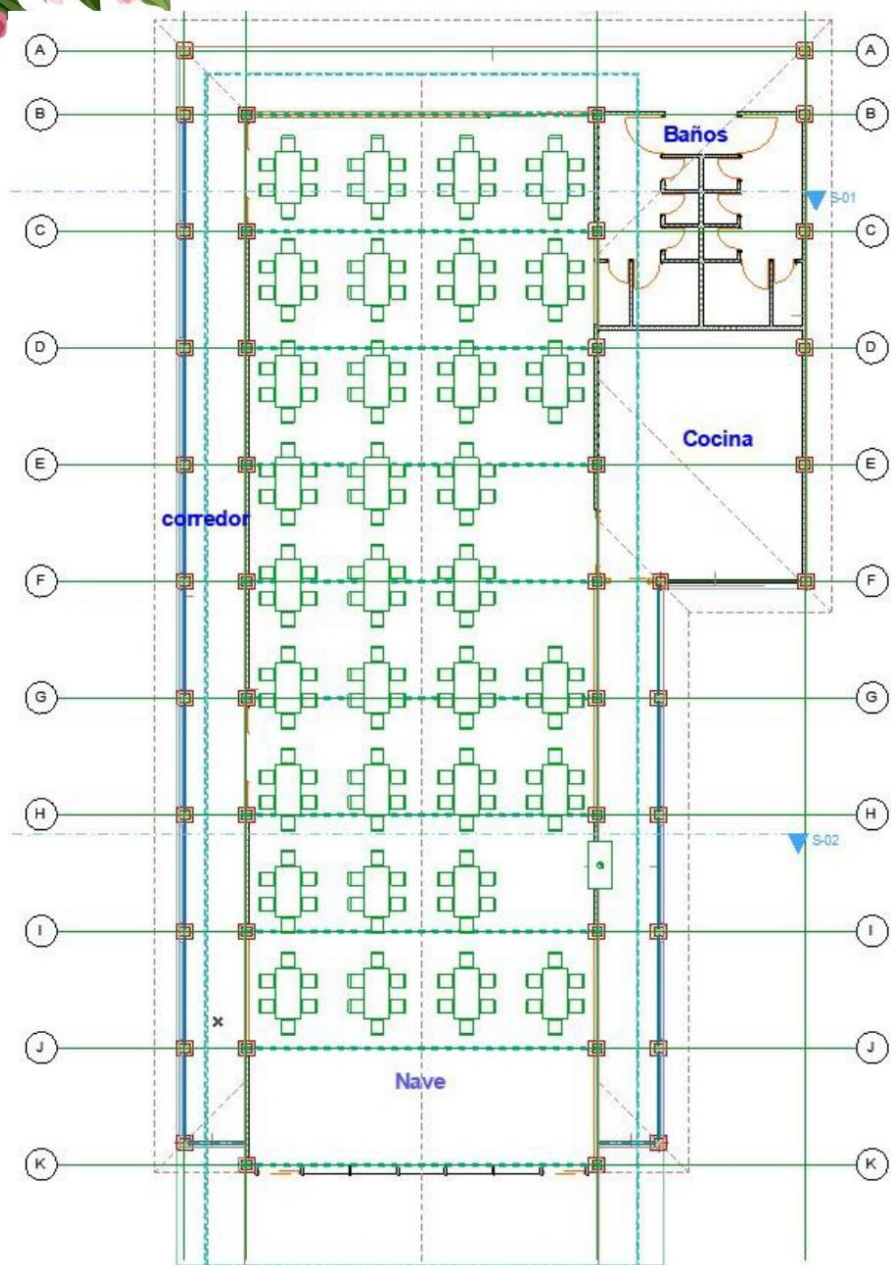 A A
B B
Baños
S-01
C C
D D
Cocina
E E
corredor
F F
G G
H H
S-02
I I
J J
Nave
K K